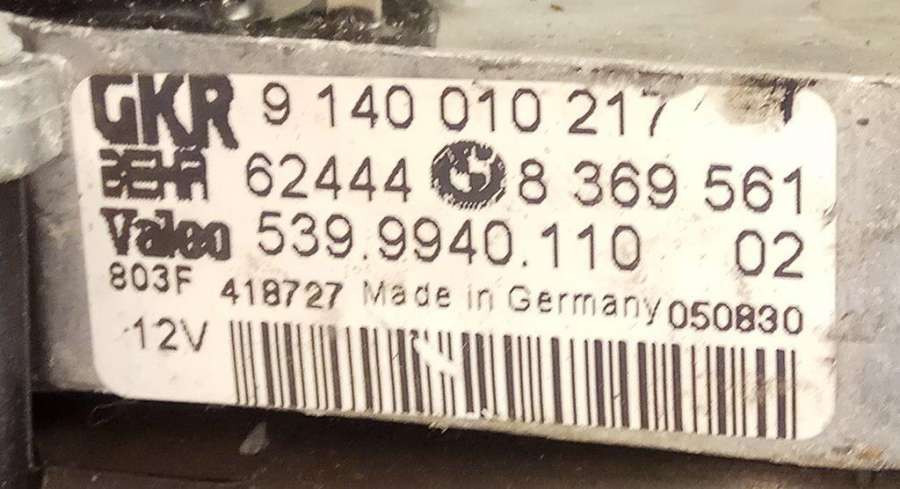 GKR 9 140 010 217
BEHR 62444 8 369 561
Valeo 539.9940.110 02
803F 418727 Made in Germany 050830
12V